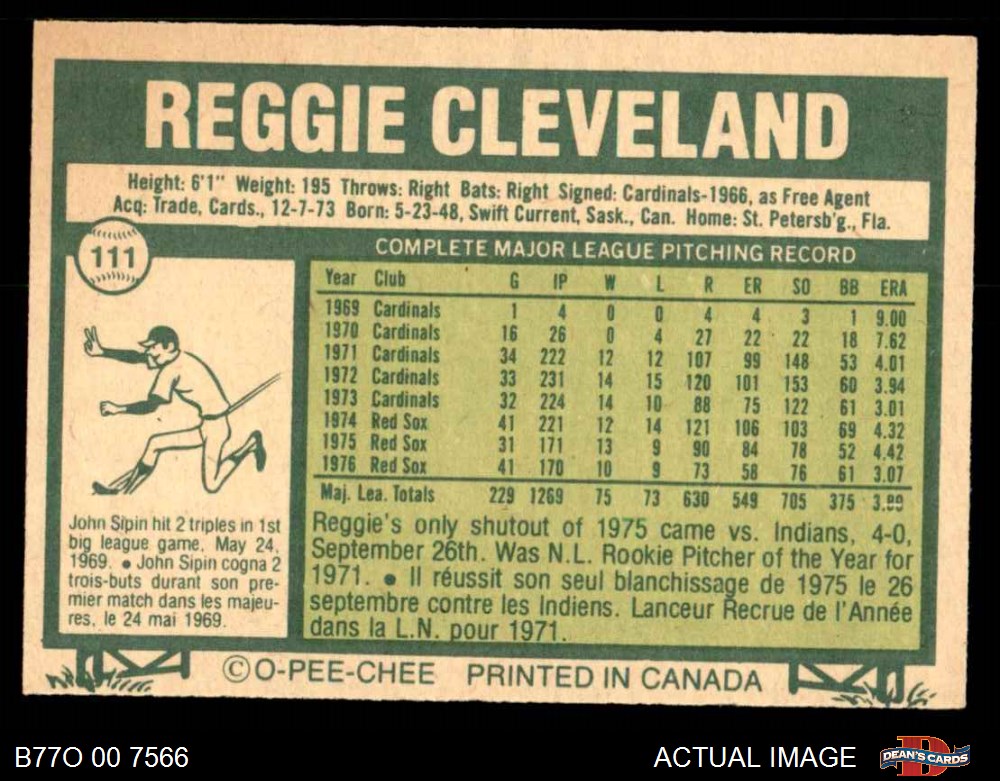 REGGIE CLEVELAND
Height: 6'1" Weight: 195 Throws: Right Bats: Right Signed: Cardinals-1966, as Free Agent
Acq: Trade, Cards., 12-7-73 Born: 5-23-48, Swift Current, Sask., Can. Home: St. Petersb'g., Fla.
111
COMPLETE MAJOR LEAGUE PITCHING RECORD
Year Club G IP W L R ER SO BB ERA
1969 Cardinals 1 4 0 0 4 4 3 1 9.00
1970 Cardinals 16 26 0 4 27 22 22 18 7.62
1971 Cardinals 34 222 12 12 107 99 148 53 4.01
1972 Cardinals 33 231 14 15 120 101 153 60 3.94
1973 Cardinals 32 224 14 10 88 75 122 61 3.01
1974 Red Sox 41 221 12 14 121 106 103 69 4.32
1975 Red Sox 31 171 13 9 90 84 78 52 4.42
1976 Red Sox 41 170 10 9 73 58 76 61 3.07
Maj. Lea. Totals 229 1269 75 73 630 549 705 375 3.89
John Sipin hit 2 triples in 1st
big league game, May 24,
1969. ● John Sipin cogna 2
trois-buts durant son pre-
mier match dans les majeu-
res, le 24 mai 1969.
Reggie's only shutout of 1975 came vs. Indians, 4-0,
September 26th. Was N.L. Rookie Pitcher of the Year for
1971. ● Il réussit son seul blanchissage de 1975 le 26
septembre contre les Indiens. Lanceur Recrue de l'Année
dans la L.N. pour 1971.
©O-PEE-CHEE PRINTED IN CANADA
B77O 00 7566
ACTUAL IMAGE
DEAN'S CARDS